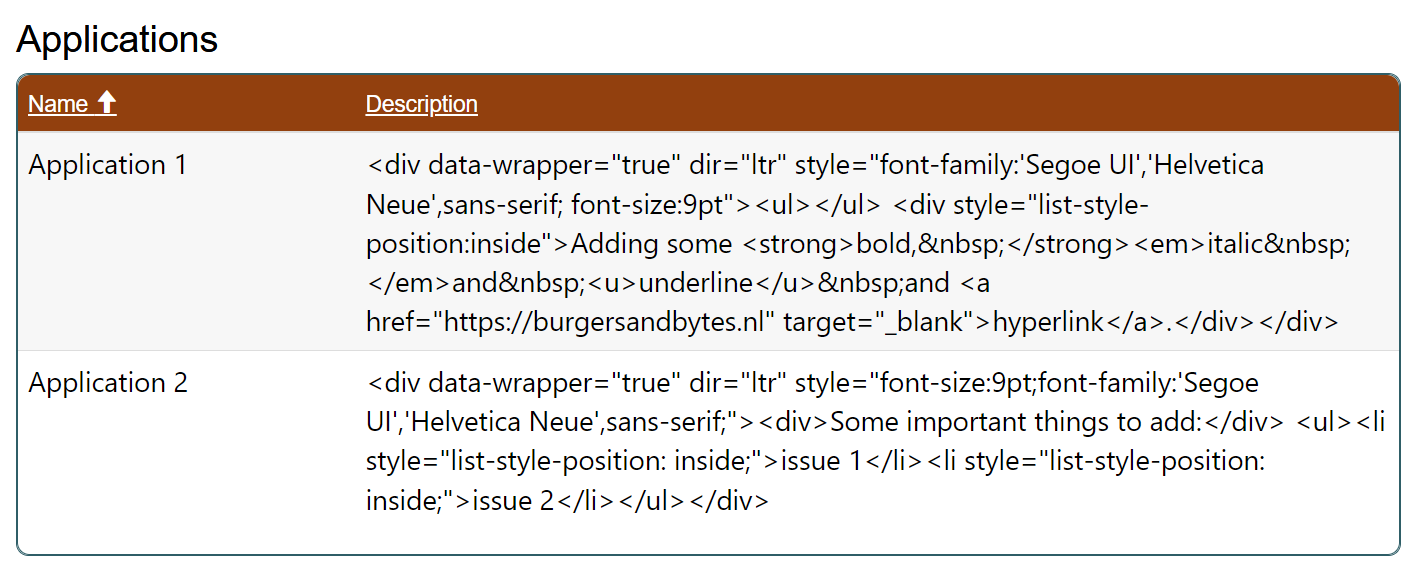 Applications
Name ⬆ Description
Application 1
<div data-wrapper="true" dir="ltr" style="font-family:'Segoe UI','Helvetica
Neue',sans-serif; font-size:9pt"><ul></ul> <div style="list-style-
position:inside">Adding some <strong>bold,&nbsp;</strong><em>italic&nbsp;
</em>and&nbsp;<u>underline</u>&nbsp;and <a
href="https://burgersandbytes.nl" target="_blank">hyperlink</a>.</div></div>
Application 2
<div data-wrapper="true" dir="ltr" style="font-size:9pt;font-family:'Segoe
UI','Helvetica Neue',sans-serif;"><div>Some important things to add:</div> <ul><li
style="list-style-position: inside;">issue 1</li><li style="list-style-position:
inside;">issue 2</li></ul></div>